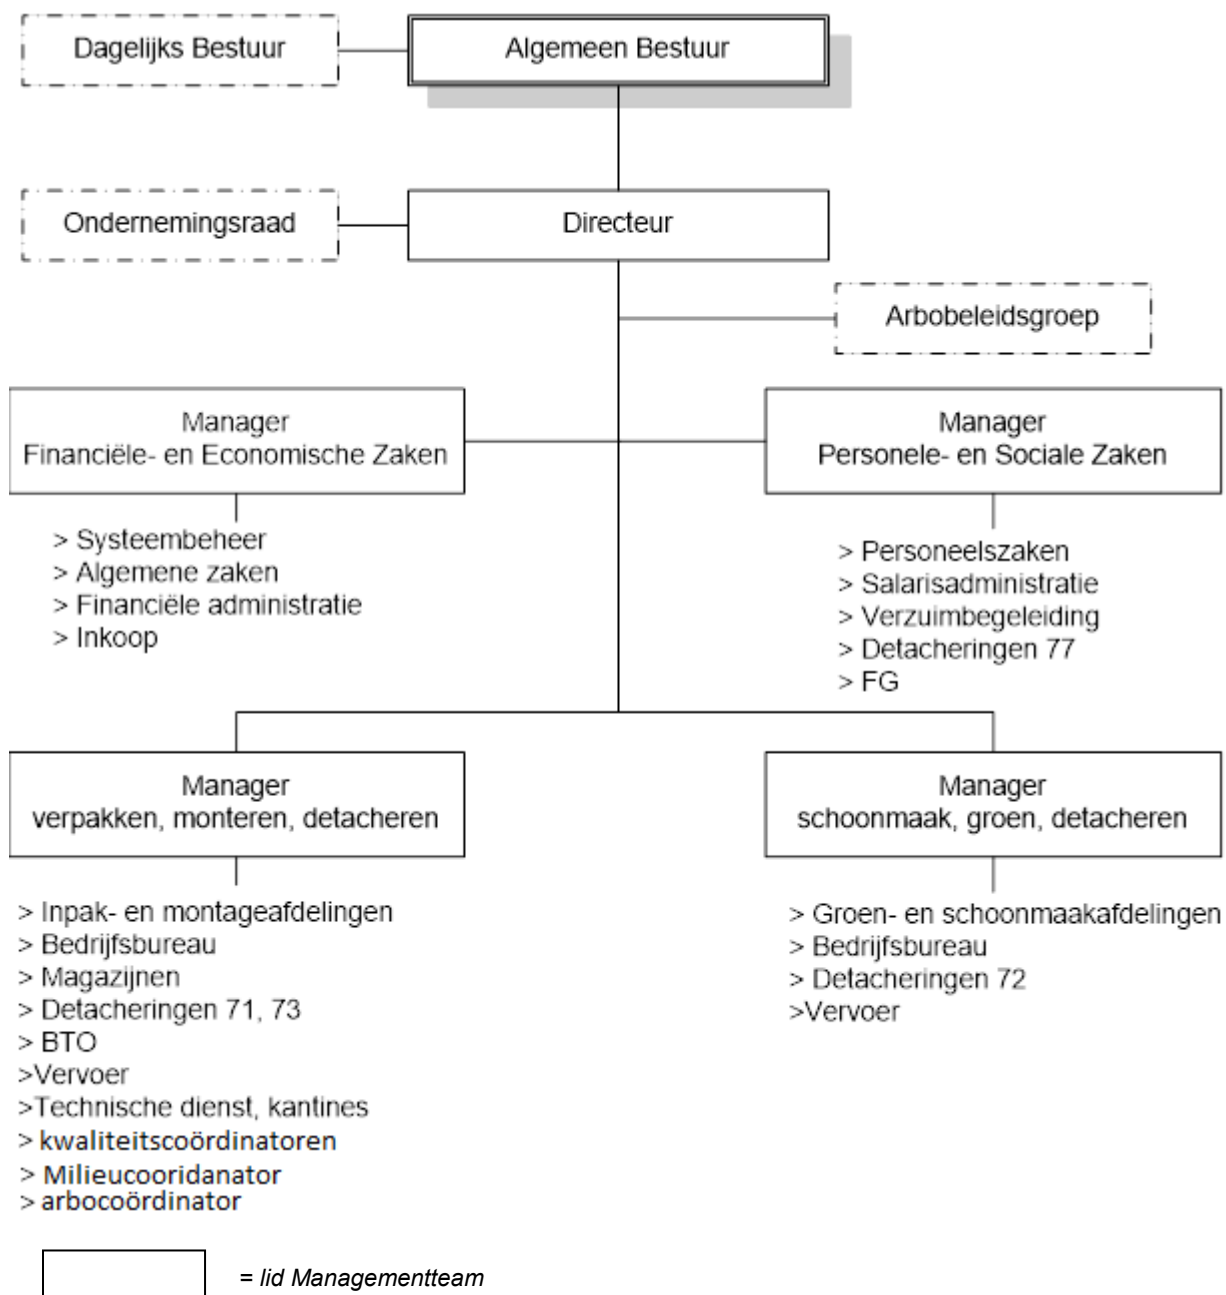 Dagelijks Bestuur
Algemeen Bestuur
Ondernemingsraad
Directeur
Arbobeleidsgroep
Manager
Financiële- en Economische Zaken
> Systeembeheer
> Algemene zaken
> Financiële administratie
> Inkoop
Manager
Personele- en Sociale Zaken
> Personeelszaken
> Salarisadministratie
> Verzuimbegeleiding
> Detacheringen 77
> FG
Manager
verpakken, monteren, detacheren
> Inpak- en montageafdelingen
> Bedrijfsbureau
> Magazijnen
> Detacheringen 71, 73
> BTO
>Vervoer
>Technische dienst, kantines
> kwaliteitscoördinatoren
> Milieucooridanator
> arbocoördinator
Manager
schoonmaak, groen, detacheren
> Groen- en schoonmaakafdelingen
> Bedrijfsbureau
> Detacheringen 72
>Vervoer
= lid Managementteam